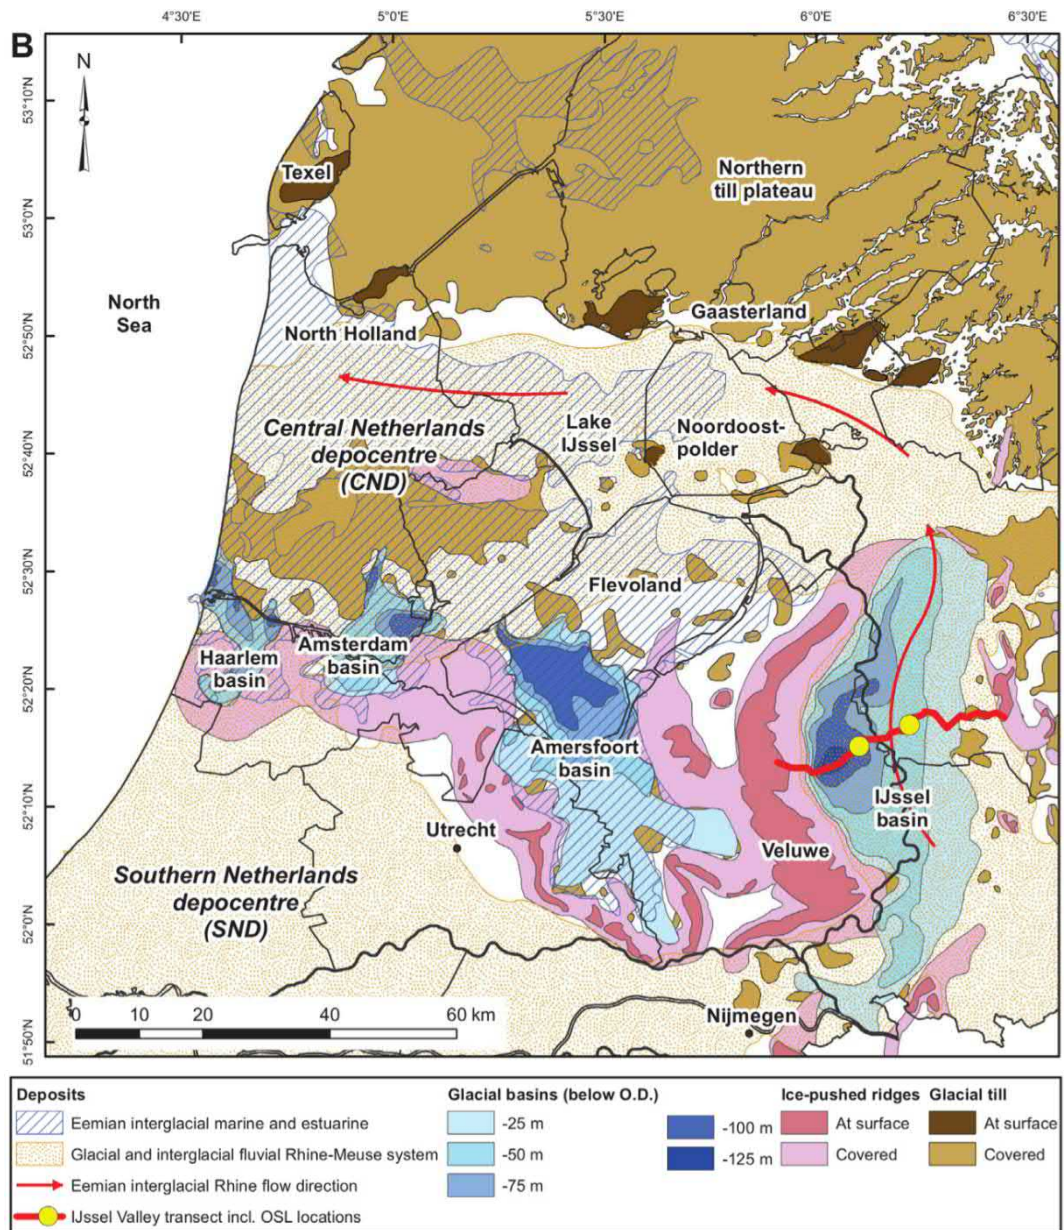 B
4°30'E 5°0'E 5°30'E 6°0'E 6°30'E
N
53°10'N
53°0'N
52°50'N
52°40'N
52°30'N
52°20'N
52°10'N
52°0'N
51°50'N
Texel
Northern
till plateau
North
Sea
Gaasterland
North Holland
Lake
IJssel
Noordoost-
polder
Central Netherlands
depocentre
(CND)
Flevoland
Haarlem
basin
Amsterdam
basin
Amersfoort
basin
IJssel
basin
Utrecht
Veluwe
Southern Netherlands
depocentre
(SND)
Nijmegen
0 10 20 40 60 km
Deposits
Eemian interglacial marine and estuarine
Glacial and interglacial fluvial Rhine-Meuse system
Eemian interglacial Rhine flow direction
IJssel Valley transect incl. OSL locations
Glacial basins (below O.D.)
-25 m
-50 m
-75 m
-100 m
-125 m
Ice-pushed ridges
At surface
Covered
Glacial till
At surface
Covered